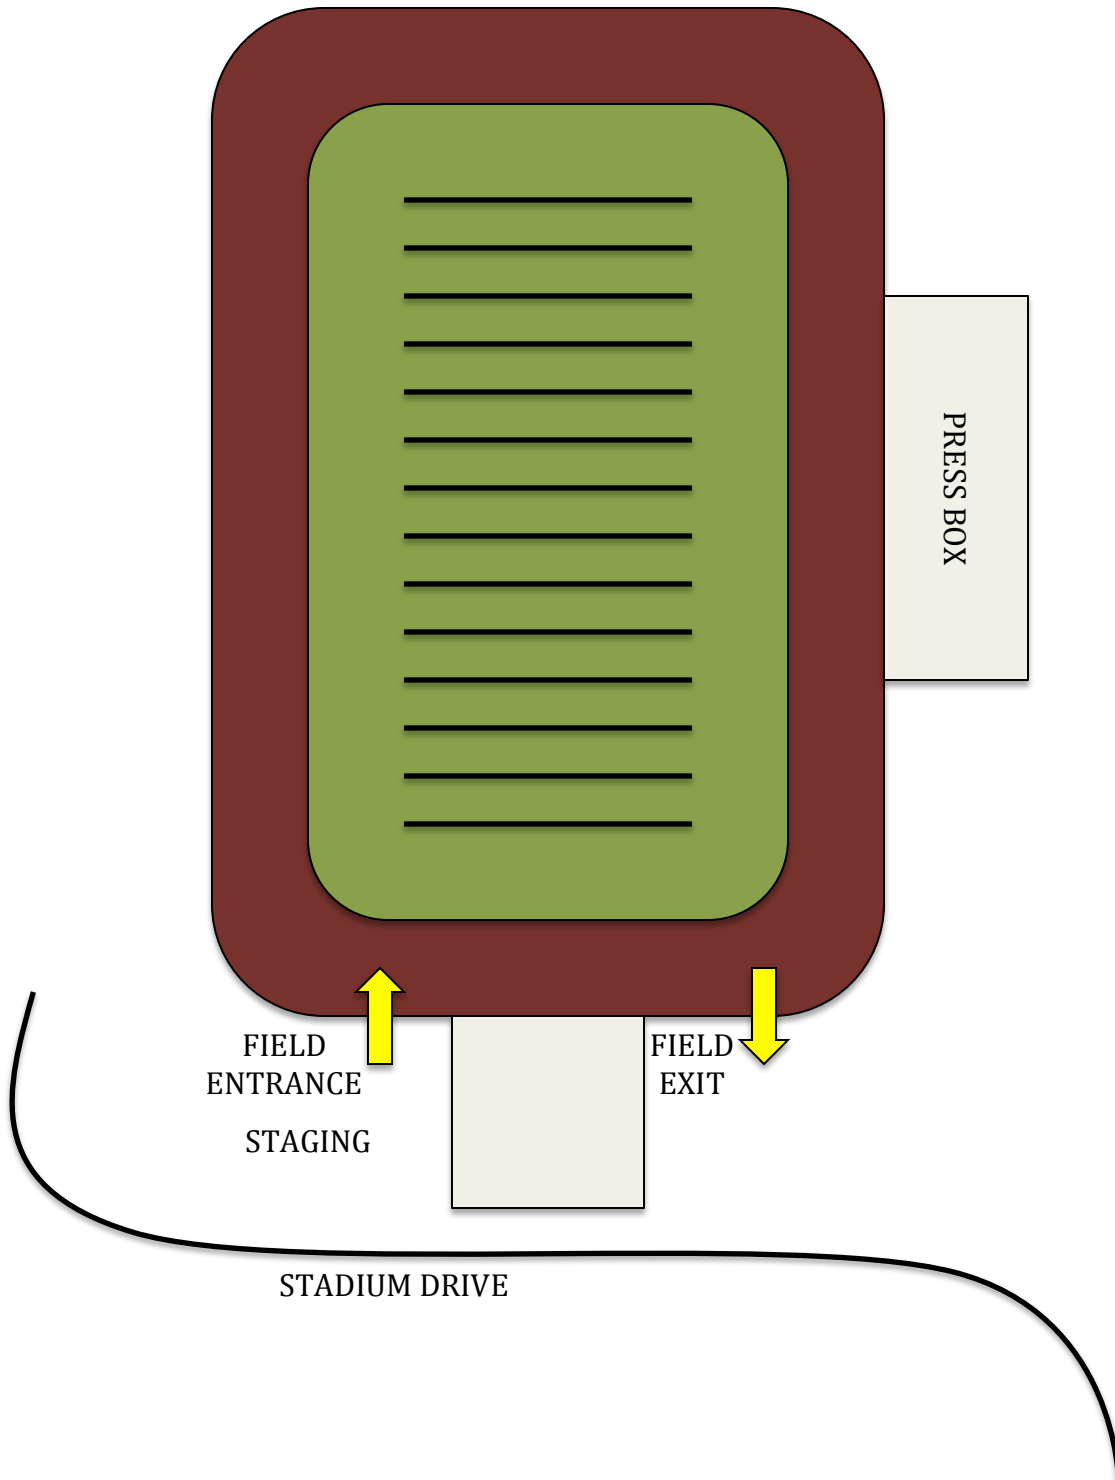 PRESS BOX
FIELD
ENTRANCE
FIELD
EXIT
STAGING
STADIUM DRIVE